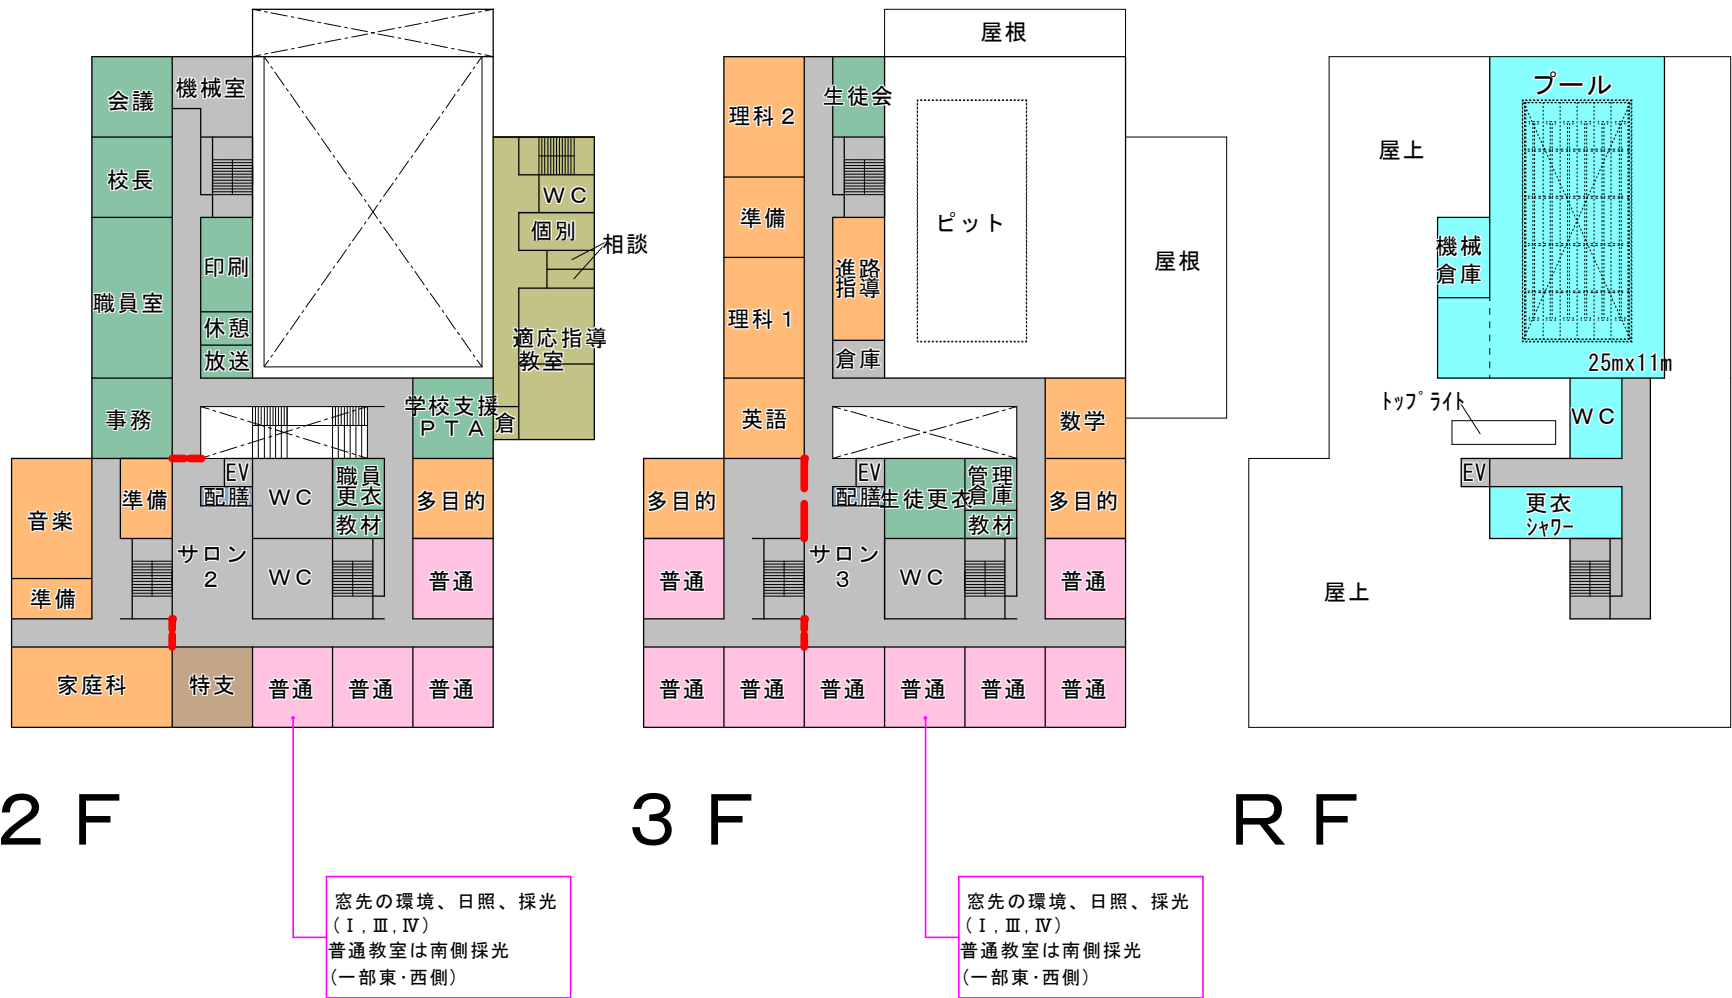 会議
機械室
校長
職員室
印刷
休憩
放送
事務
WC
個別
相談
適応指導
教室
学校支援
PTA
倉
EV
配膳
WC
職員
更衣
教材
多目的
音楽
準備
準備
サロン
2
WC
普通
家庭科
特支
普通
普通
普通
2F
窓先の環境、日照、採光
(Ⅰ,Ⅲ,Ⅳ)
普通教室は南側採光
(一部東・西側)
屋根
理科2
生徒会
準備
進路
指導
理科1
倉庫
ピット
屋根
英語
数学
多目的
EV
配膳
生徒更衣
管理
倉庫
教材
多目的
普通
サロン
3
WC
普通
普通
普通
普通
普通
普通
普通
3F
窓先の環境、日照、採光
(Ⅰ,Ⅲ,Ⅳ)
普通教室は南側採光
(一部東・西側)
プール
屋上
機械
倉庫
25mx11m
トップライト
WC
EV
更衣
シャワー
屋上
RF